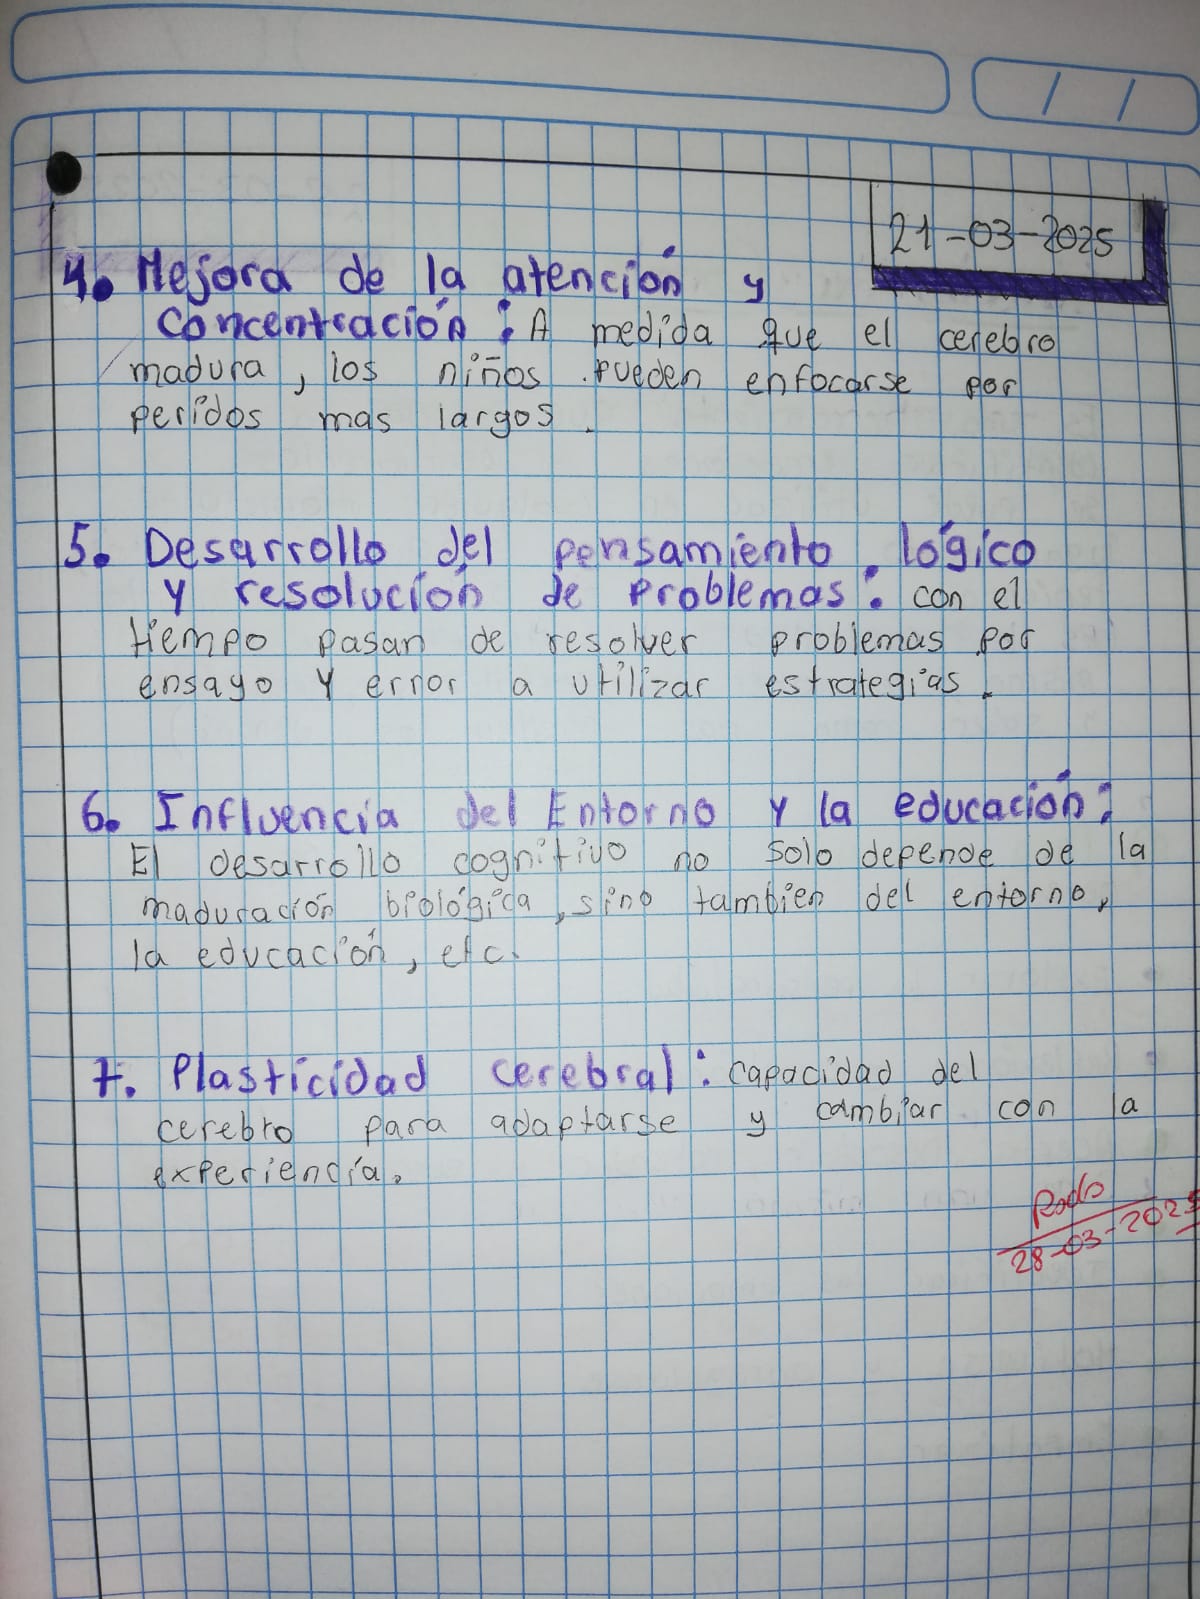 / /
21-03-2025
4. Mejora de la atención y
concentración: A medida que el cerebro
madura, los niños pueden enfocarse por
perídos mas largos.
5. Desarrollo del pensamiento lógico
y resolución de problemas: con el
tiempo pasan de resolver problemas por
ensayo y error a utilizar estrategias.
6. Influencia del Entorno y la educación:
El desarrollo cognitivo no solo depende de la
maduración biológica, sino tambien del entorno,
la educación, etc.
7. Plasticidad cerebral: capacidad del
cerebro para adaptarse y cambiar con la
experiencia.
28-03-2025